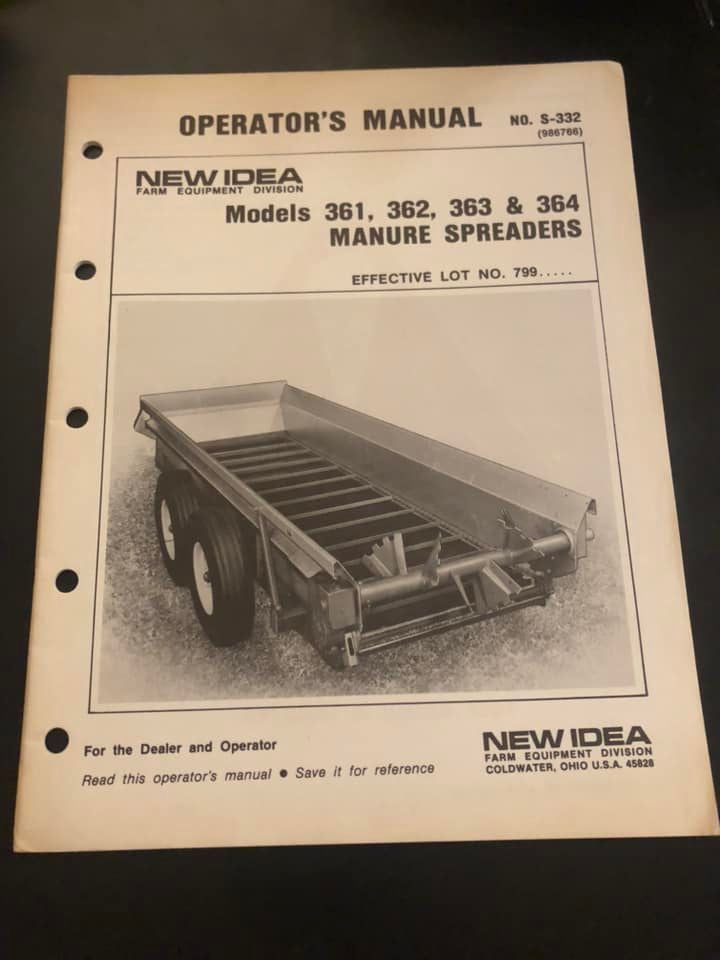 OPERATOR'S MANUAL NO. S-332
(986766)
NEW IDEA
FARM EQUIPMENT DIVISION
Models 361, 362, 363 & 364
MANURE SPREADERS
EFFECTIVE LOT NO. 799.....
For the Dealer and Operator
Read this operator's manual ● Save it for reference
NEW IDEA
FARM EQUIPMENT DIVISION
COLDWATER, OHIO U.S.A. 45828